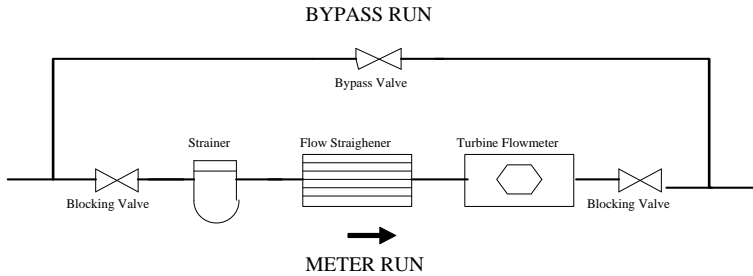 BYPASS RUN
Bypass Valve
Strainer
Flow Straighener
Turbine Flowmeter
Blocking Valve
Blocking Valve
METER RUN